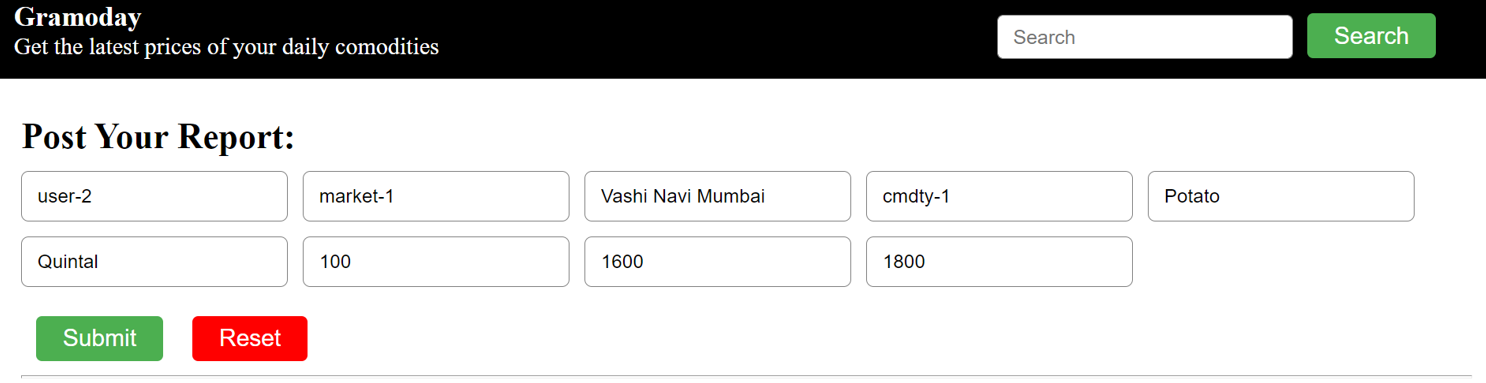 Gramoday
Get the latest prices of your daily comodities
Search Search
Post Your Report:
user-2 market-1 Vashi Navi Mumbai cmdty-1 Potato
Quintal 100 1600 1800
Submit Reset